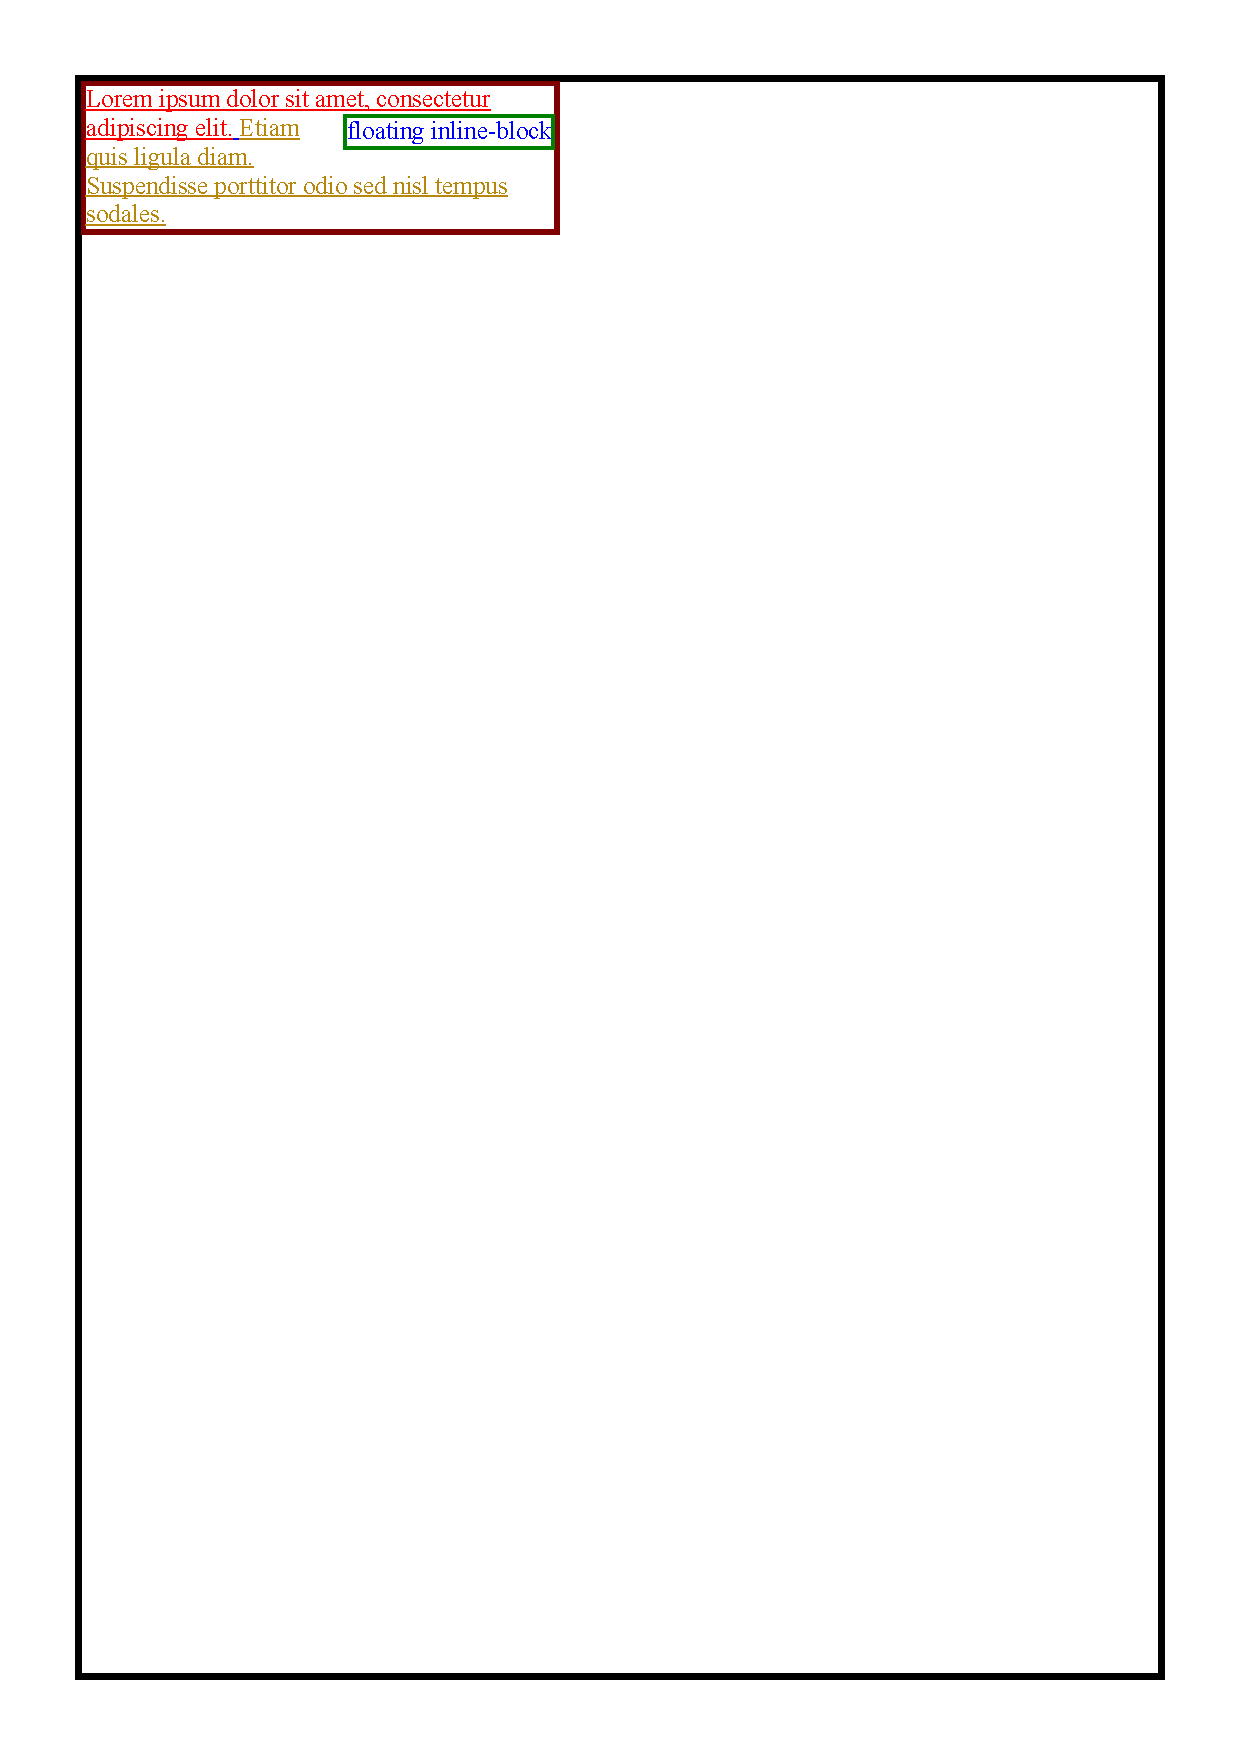 Lorem ipsum dolor sit amet, consectetur
adipiscing elit. Etiam
floating inline-block
quis ligula diam.
Suspendisse porttitor odio sed nisl tempus
sodales.